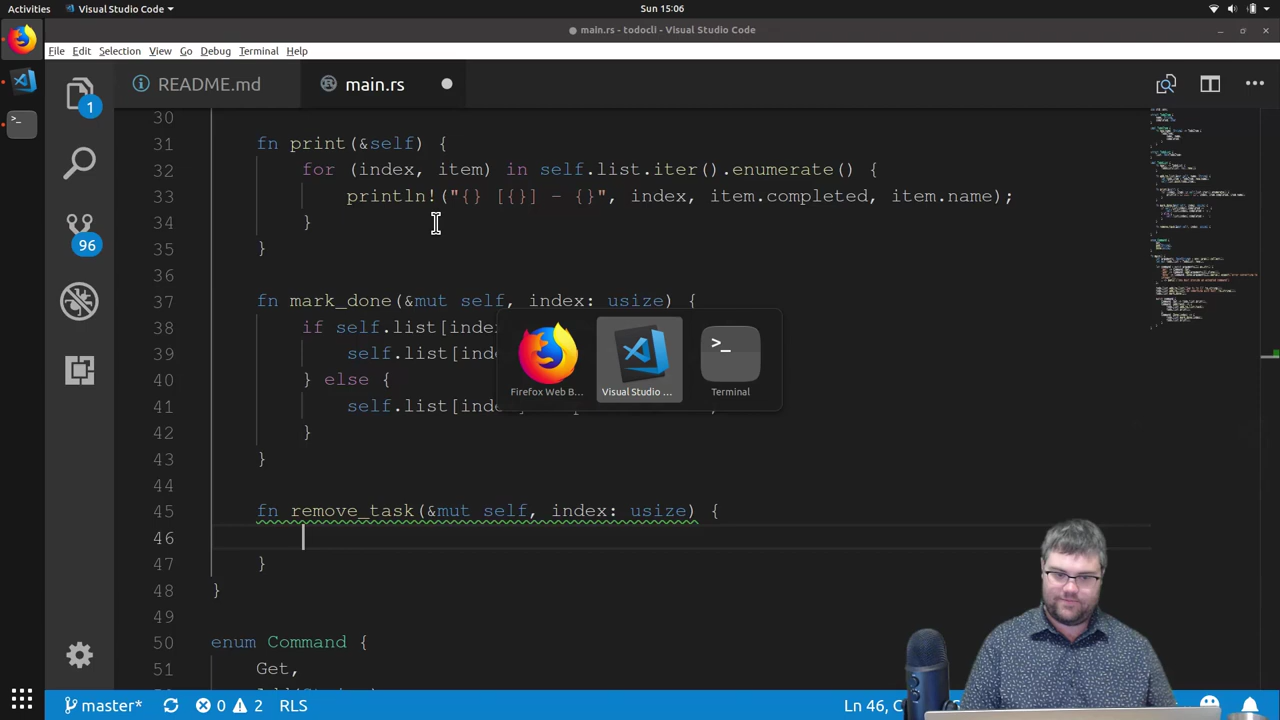 Activities
Visual Studio Code
Sun 15:06
● main.rs - todocli - Visual Studio Code
File Edit Selection View Go Debug Terminal Help
README.md
main.rs
1
96
30
31 fn print(&self) {
32 for (index, item) in self.list.iter().enumerate() {
33 println!("{} [{}] - {}", index, item.completed, item.name);
34 }
35 }
36
37 fn mark_done(&mut self, index: usize) {
38 if self.list[index
39 self.list[inde
40 } else {
41 self.list[inde
42 }
43 }
44
45 fn remove_task(&mut self, index: usize) {
46
47 }
48 }
49
50 enum Command {
51 Get,
Firefox Web B...
Visual Studio ...
Terminal
master*
0
2
RLS
Ln 46, C